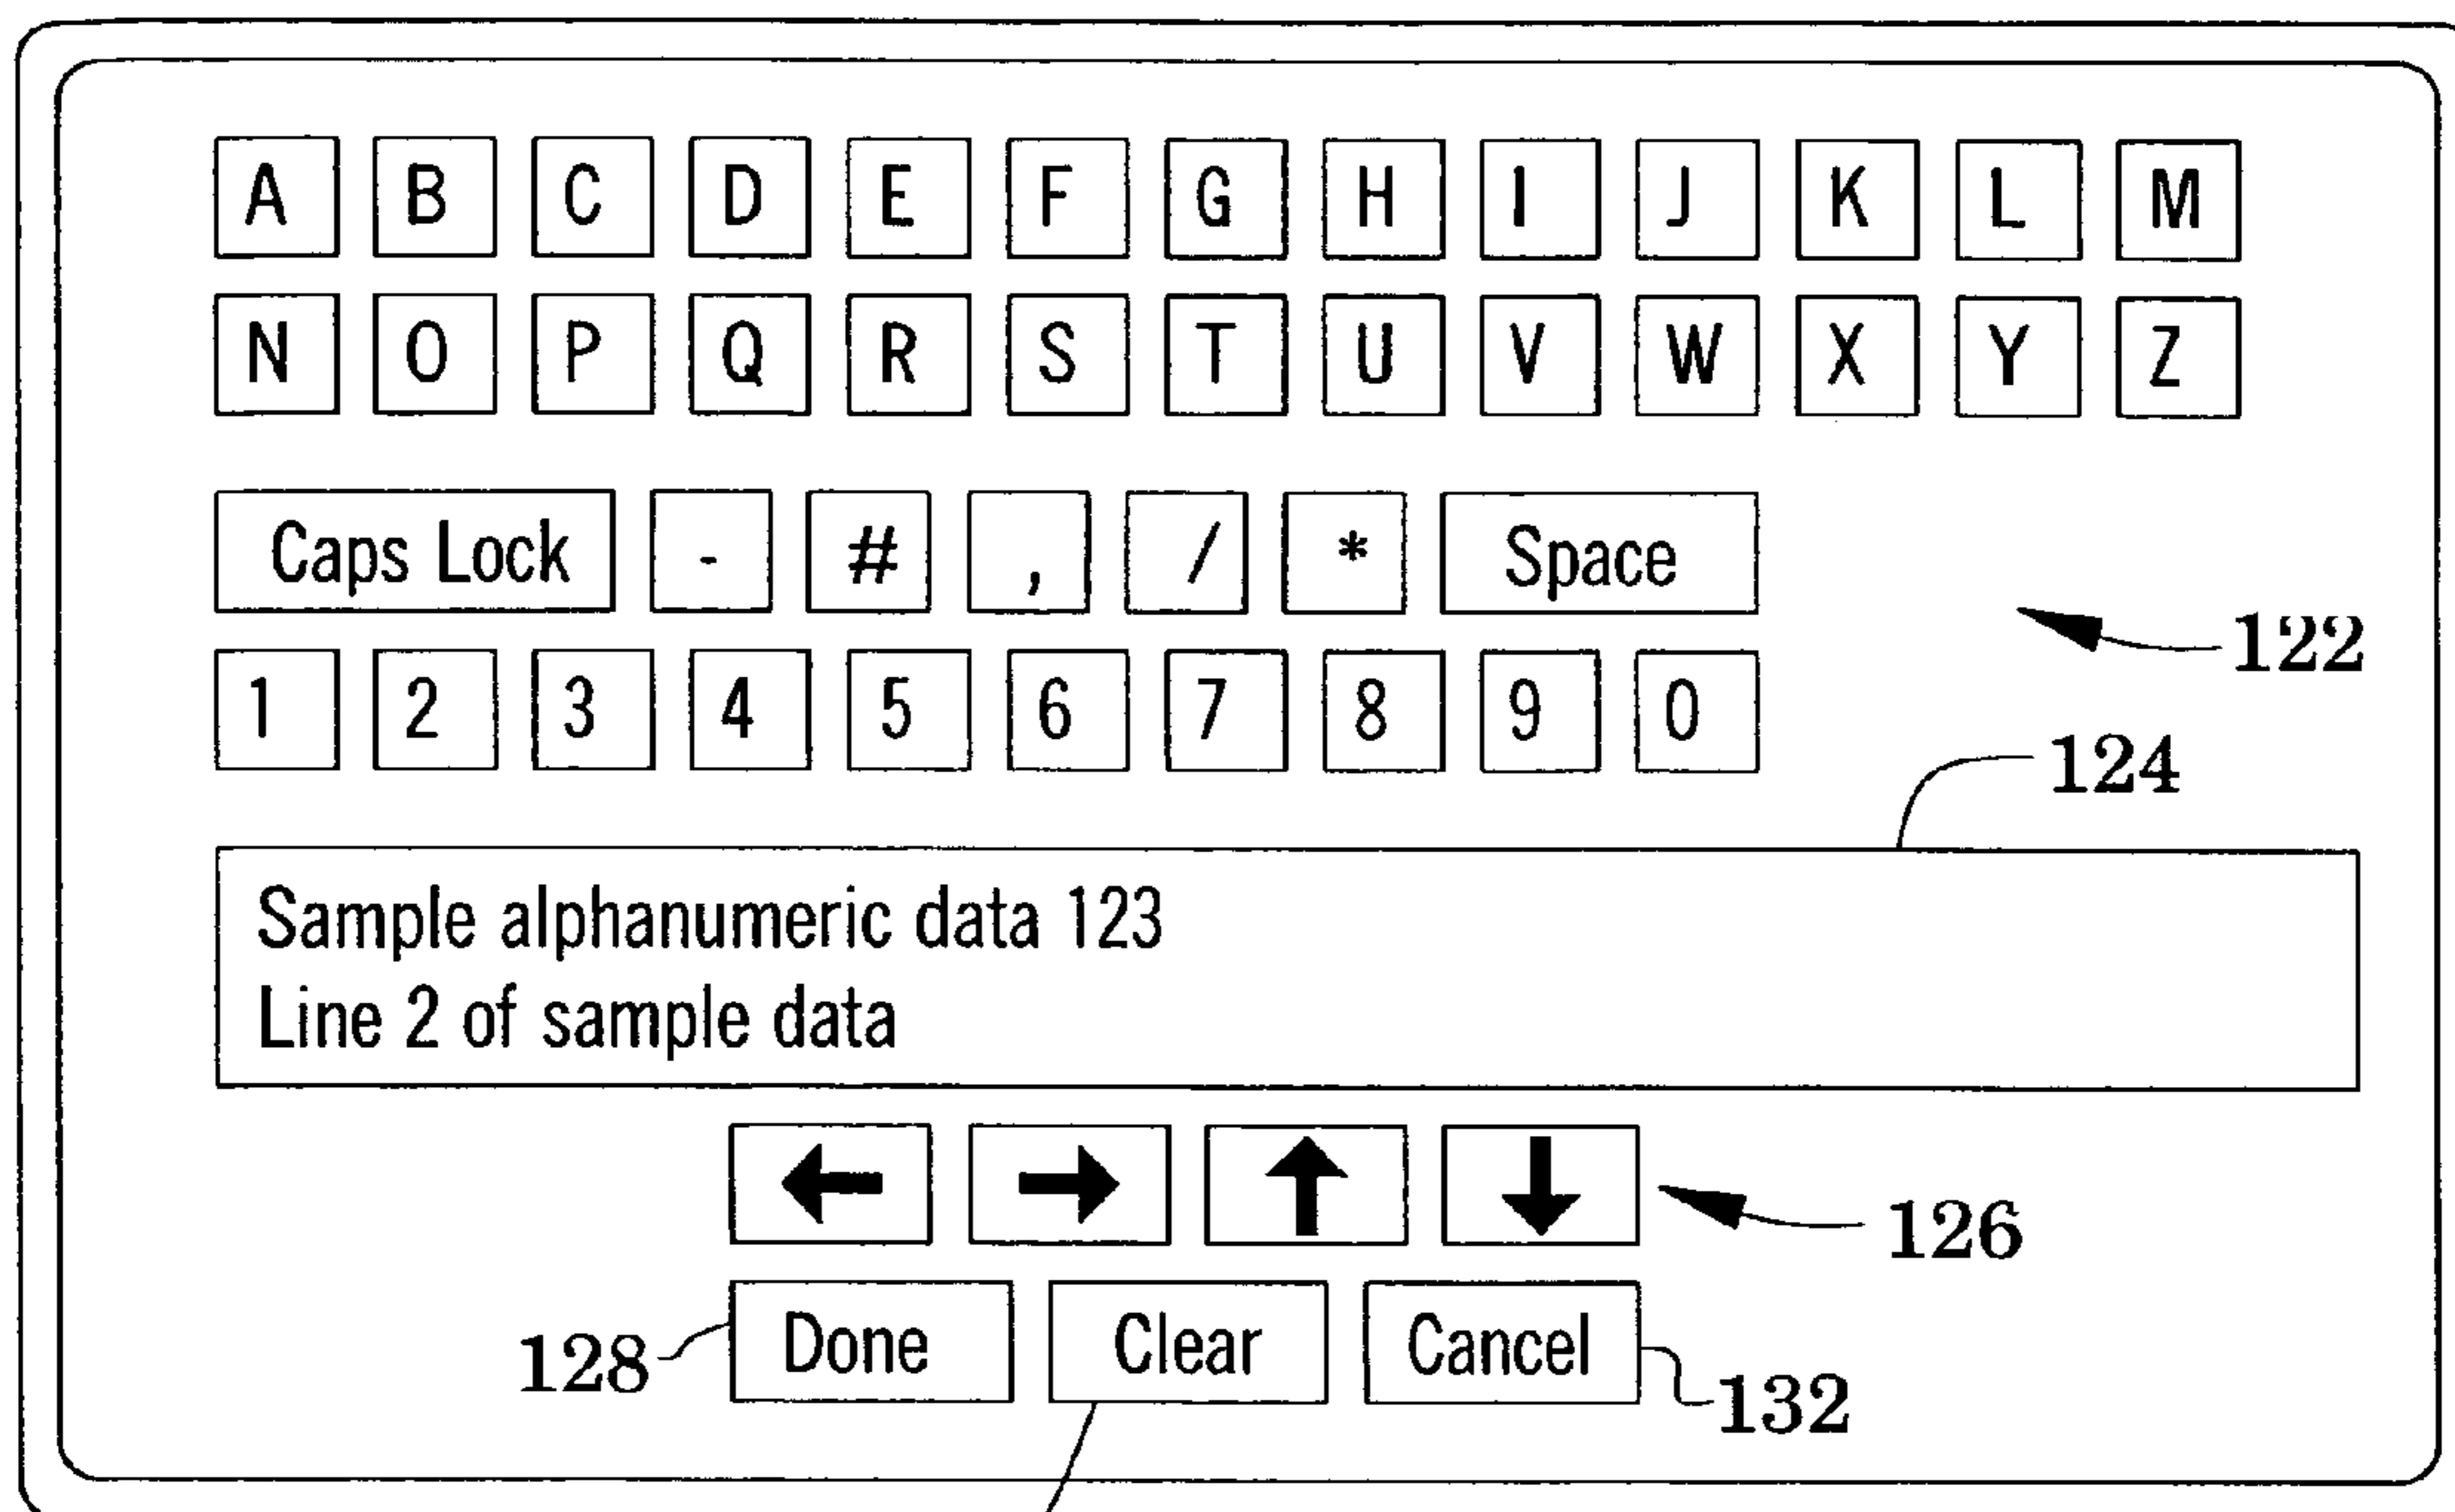 A B C D E F G H I J K L M
N O P Q R S T U V W X Y Z
Caps Lock - # , / * Space
122
1 2 3 4 5 6 7 8 9 0
124
Sample alphanumeric data 123
Line 2 of sample data
126
128 Done Clear Cancel 132